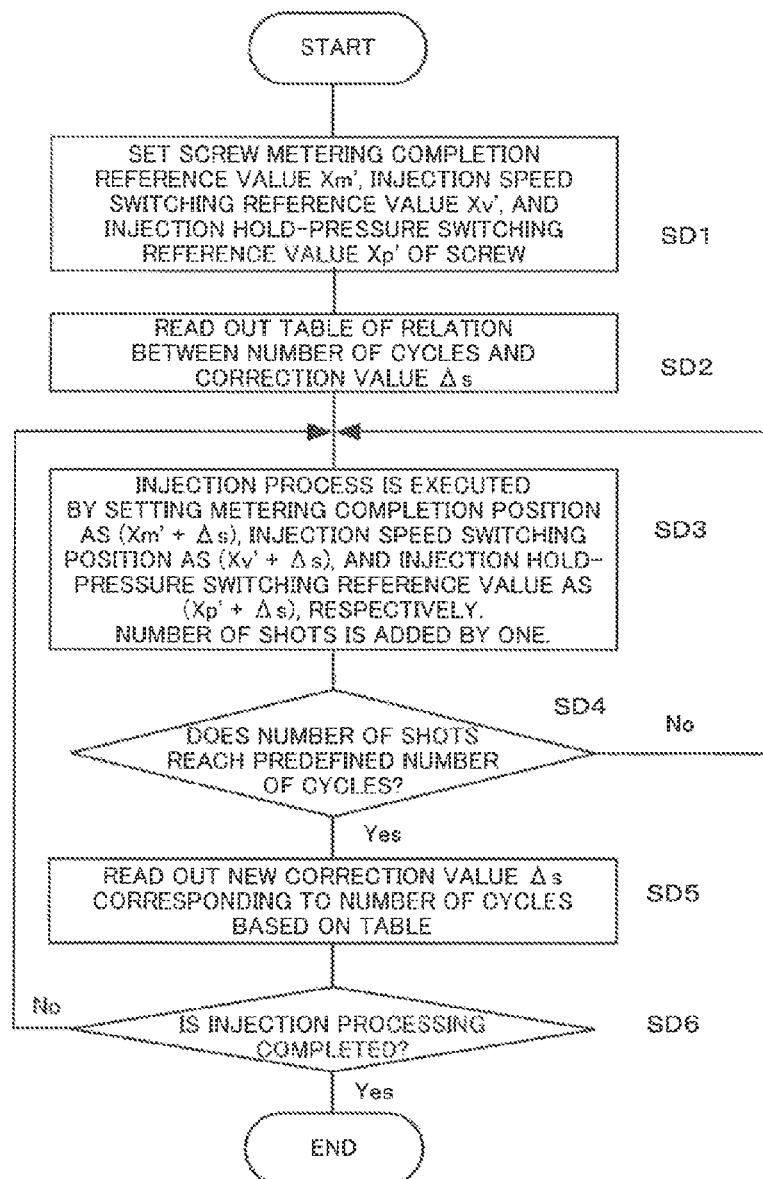 START
SET SCREW METERING COMPLETION
REFERENCE VALUE Xm', INJECTION SPEED
SWITCHING REFERENCE VALUE Xv', AND
INJECTION HOLD-PRESSURE SWITCHING
REFERENCE VALUE Xp' OF SCREW
SD1
READ OUT TABLE OF RELATION
BETWEEN NUMBER OF CYCLES AND
CORRECTION VALUE Δs
SD2
INJECTION PROCESS IS EXECUTED
BY SETTING METERING COMPLETION POSITION
AS (Xm' + Δs), INJECTION SPEED SWITCHING
POSITION AS (Xv' + Δs), AND INJECTION HOLD-
PRESSURE SWITCHING REFERENCE VALUE AS
(Xp' + Δs), RESPECTIVELY.
NUMBER OF SHOTS IS ADDED BY ONE.
SD3
SD4
DOES NUMBER OF SHOTS
REACH PREDEFINED NUMBER
OF CYCLES?
No
Yes
READ OUT NEW CORRECTION VALUE Δs
CORRESPONDING TO NUMBER OF CYCLES
BASED ON TABLE
SD5
No
IS INJECTION PROCESSING
COMPLETED?
SD6
Yes
END